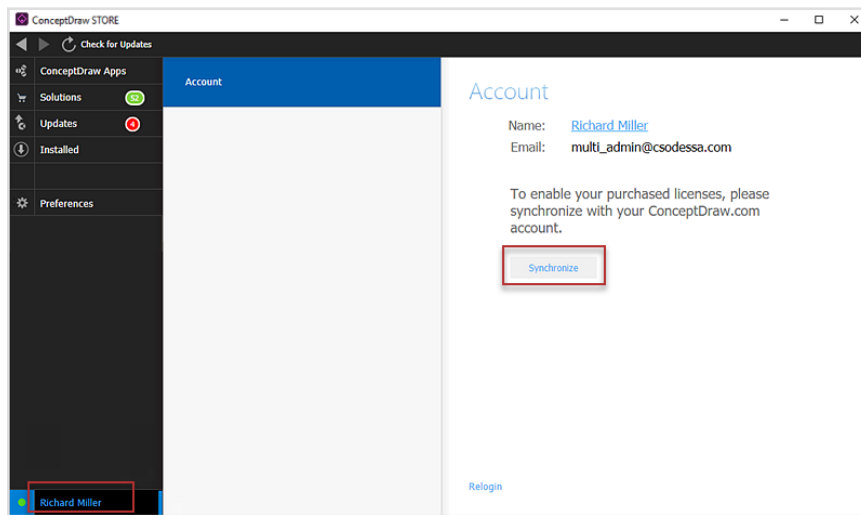 ConceptDraw STORE
Check for Updates
ConceptDraw Apps
Solutions 52
Updates 4
Installed
Preferences
Richard Miller
Account
Account
Name: Richard Miller
Email: multi_admin@csodessa.com
To enable your purchased licenses, please
synchronize with your ConceptDraw.com
account.
Synchronize
Relogin